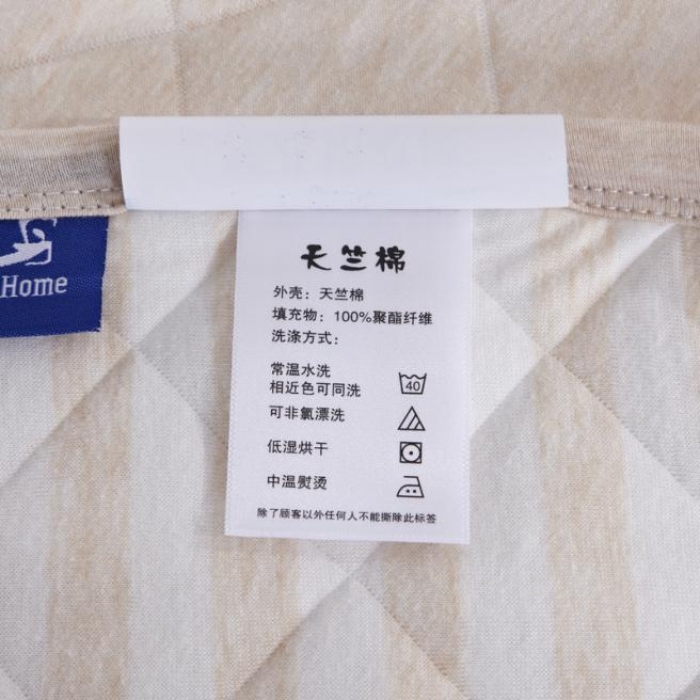 天竺棉
外壳：天竺棉
填充物：100%聚酯纤维
洗涤方式：
常温水洗
相近色可同洗
40
可非氯漂洗
低湿烘干
中温熨烫
除了顾客以外任何人不能撕除此标签
Home